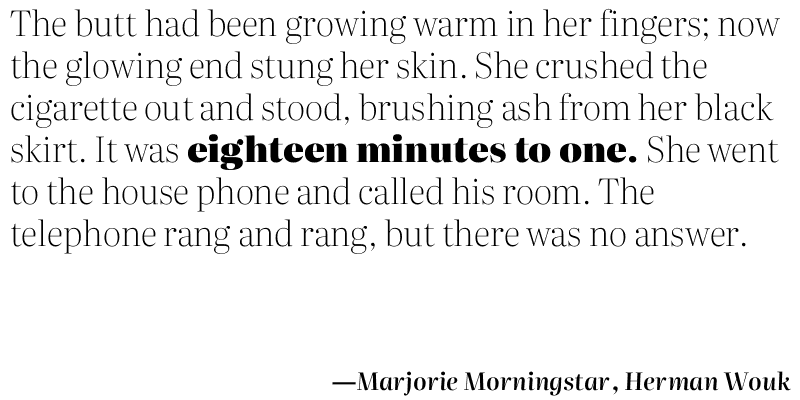 The butt had been growing warm in her fingers; now
the glowing end stung her skin. She crushed the
cigarette out and stood, brushing ash from her black
skirt. It was eighteen minutes to one. She went
to the house phone and called his room. The
telephone rang and rang, but there was no answer.
—Marjorie Morningstar, Herman Wouk